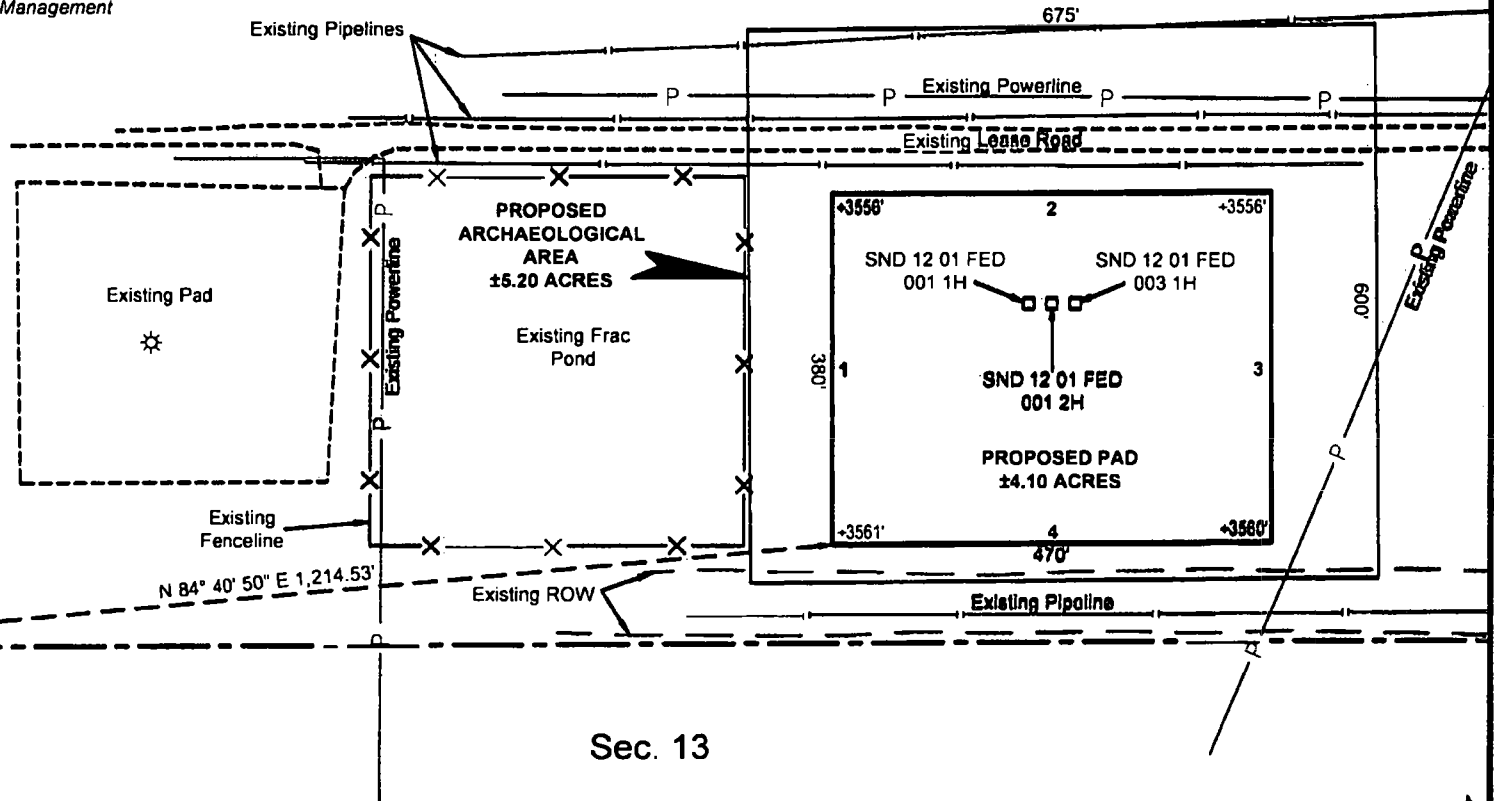 Management
675'
Existing Pipelines
Existing Powerline
P P P P
Existing Lease Road
PROPOSED
ARCHAEOLOGICAL
AREA
±5.20 ACRES
+3556'
2
+3556'
SND 12 01 FED
001 1H
SND 12 01 FED
003 1H
P
Existing Powerline
P
Existing Powerline
Existing Pad
Existing Frac
Pond
600'
380'
1
3
SND 12 01 FED
001 2H
P
P
PROPOSED PAD
±4.10 ACRES
Existing
Fenceline
+3561'
4
+3560'
470'
N 84° 40' 50" E 1,214.53'
Existing ROW
Existing Pipeline
P
P
Sec. 13